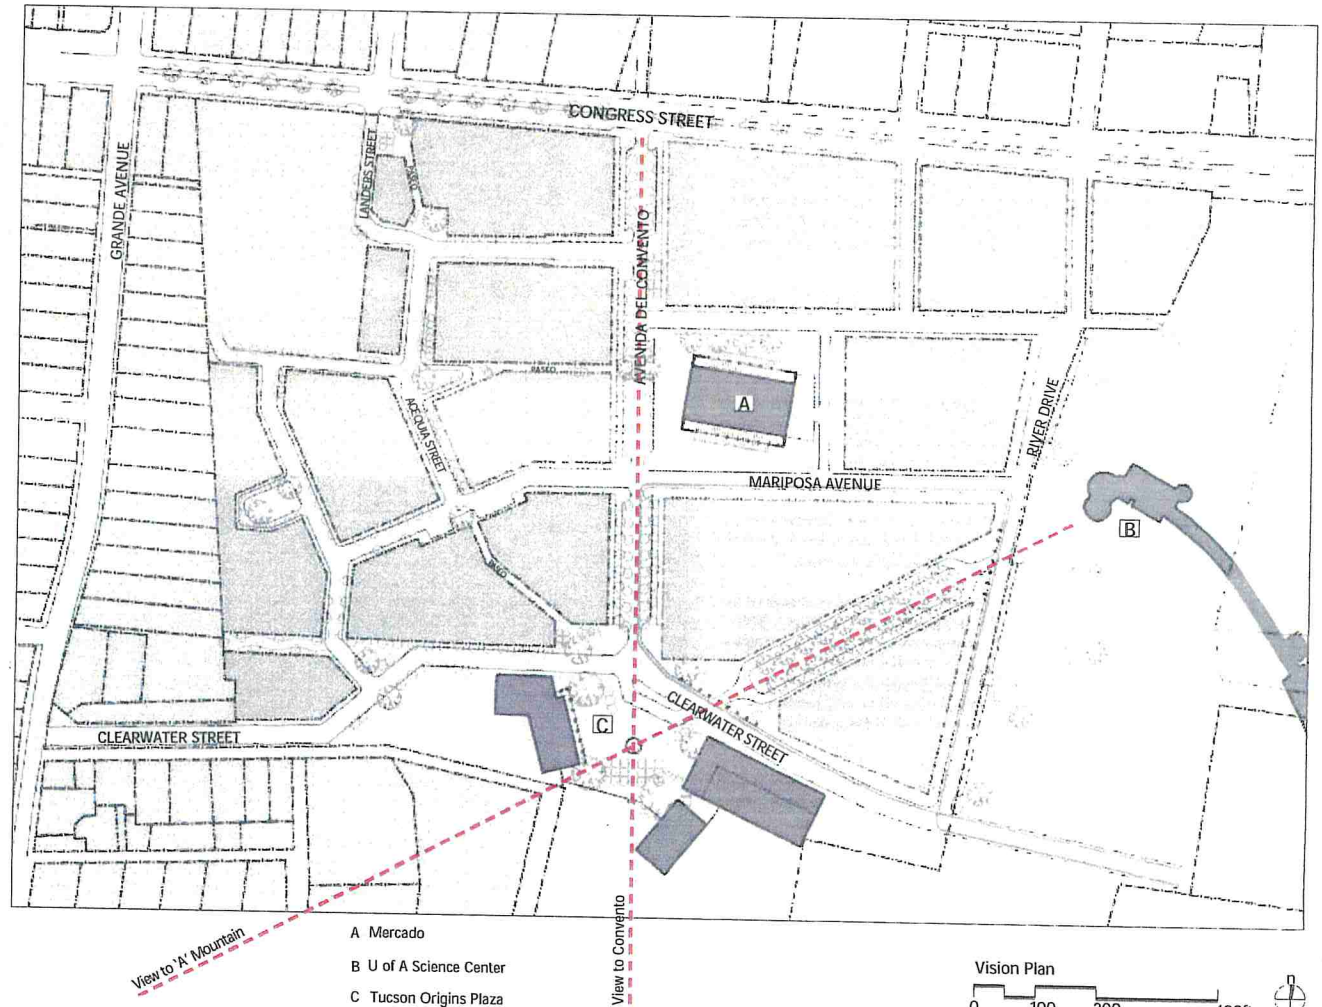 CONGRESS STREET
LANDERS STREET
PASEO
GRANDE AVENUE
AVENIDA DEL CONVENTO
PASEO
A
ACEQUIA STREET
RIVER DRIVE
MARIPOSA AVENUE
B
PASEO
CLEARWATER STREET
C
CLEARWATER STREET
View to 'A' Mountain
View to Convento
A Mercado
B U of A Science Center
C Tucson Origins Plaza
Vision Plan
n
0 100 200 400ft